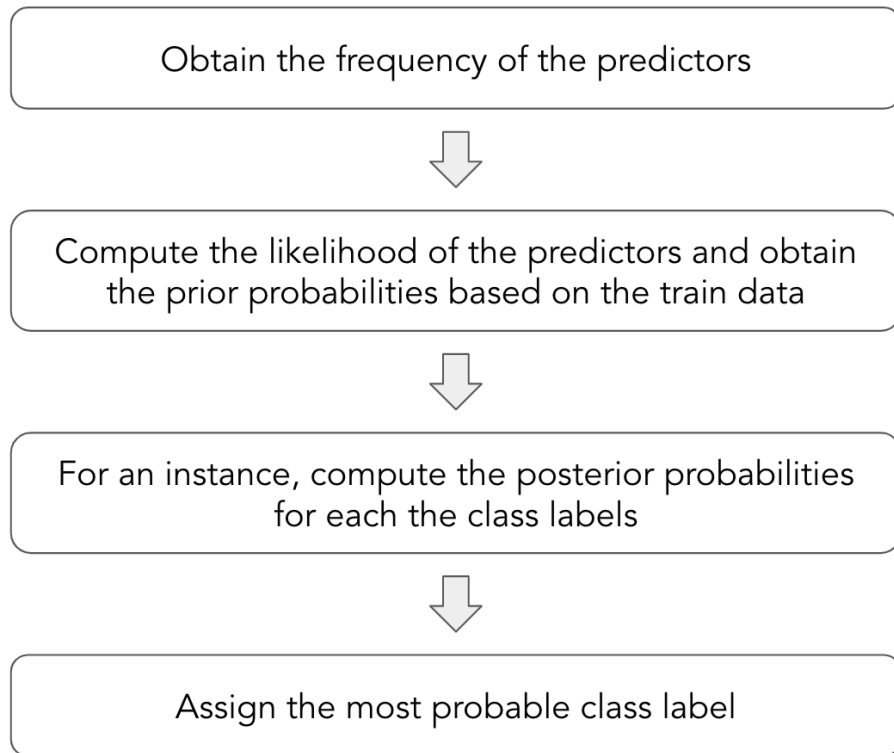 Obtain the frequency of the predictors
Compute the likelihood of the predictors and obtain
the prior probabilities based on the train data
For an instance, compute the posterior probabilities
for each the class labels
Assign the most probable class label